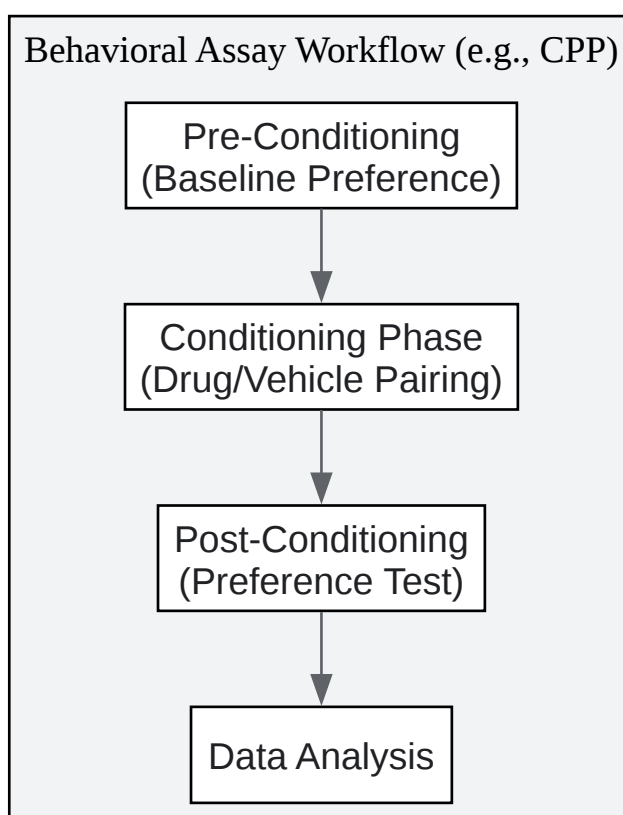 Behavioral Assay Workflow (e.g., CPP)
Pre-Conditioning
(Baseline Preference)
Conditioning Phase
(Drug/Vehicle Pairing)
Post-Conditioning
(Preference Test)
Data Analysis